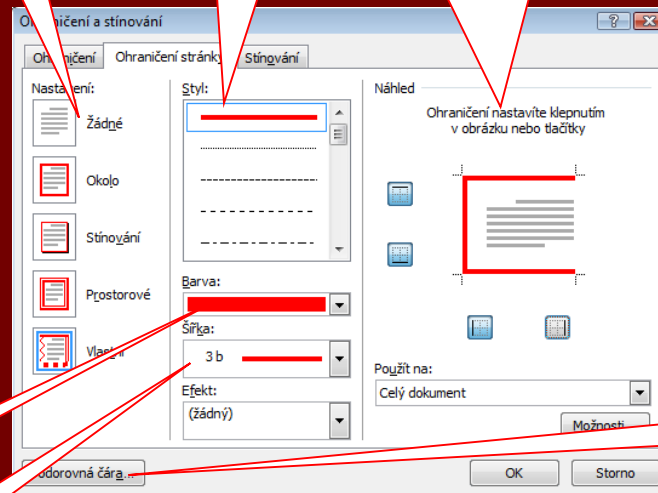 Ohraničení a stínování
Ohraničení
Ohraničení stránky
Stínování
Nastavení:
Žádné
Okolo
Stínování
Prostorové
Vlastní
Styl:
Barva:
Šířka:
3 b
Efekt:
(žádný)
Náhled
Ohraničení nastavíte klepnutím
v obrázku nebo tlačítky
Použít na:
Celý dokument
Možnosti...
Vodorovná čára...
OK
Storno